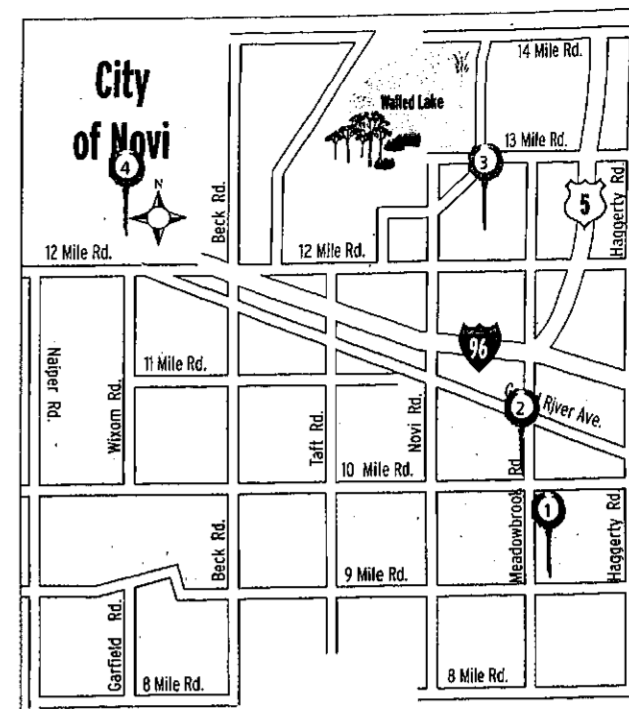 City
of Novi
14 Mile Rd.
Walled Lake
13 Mile Rd.
3
4
N
5
Beck Rd.
Haggerty Rd.
12 Mile Rd.
12 Mile Rd.
96
Naiper Rd.
11 Mile Rd.
Wixom Rd.
River Ave.
2
Taft Rd.
Novi Rd.
10 Mile Rd.
Meadowbrook Rd
1
Haggerty Rd.
Beck Rd.
9 Mile Rd.
Garfield Rd.
8 Mile Rd.
8 Mile Rd.